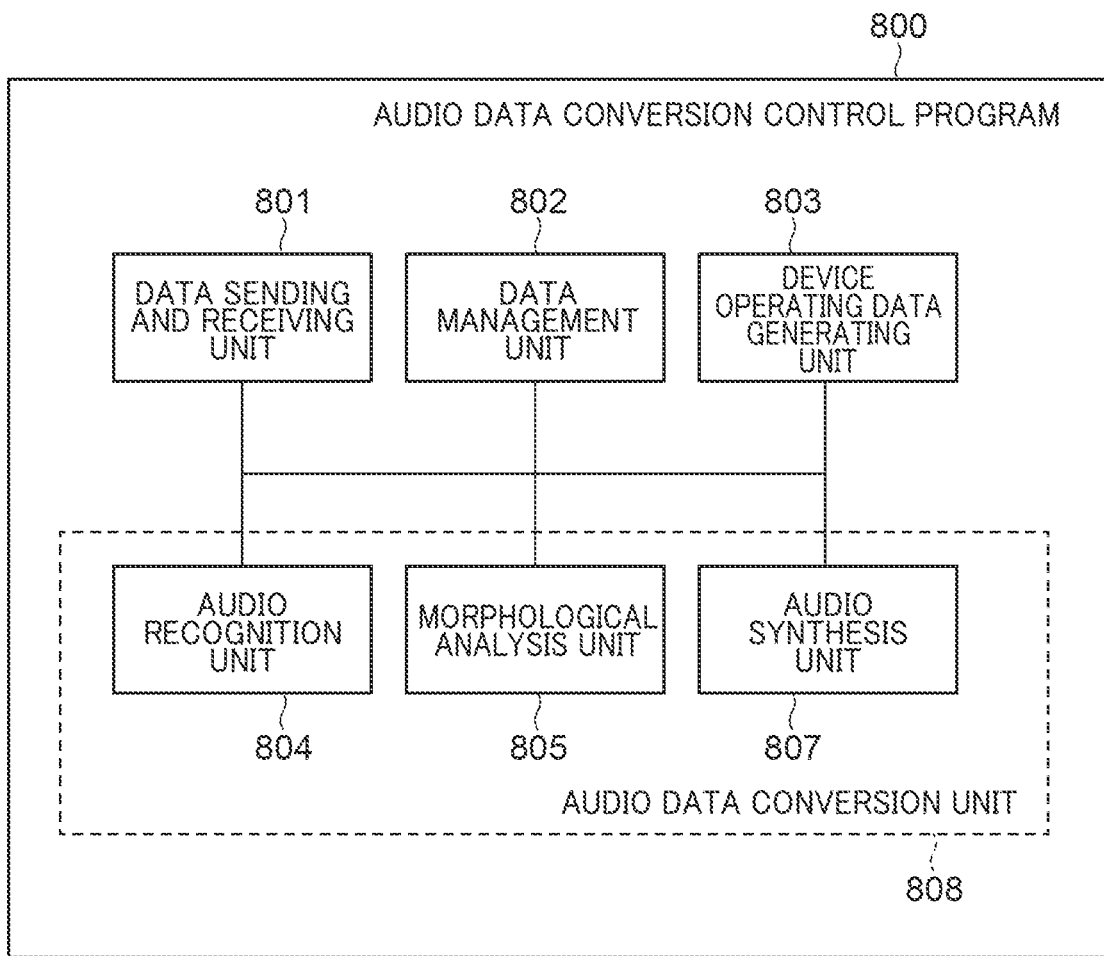 800
AUDIO DATA CONVERSION CONTROL PROGRAM
801
802
803
DATA SENDING
AND RECEIVING
UNIT
DATA
MANAGEMENT
UNIT
DEVICE
OPERATING DATA
GENERATING
UNIT
AUDIO
RECOGNITION
UNIT
MORPHOLOGICAL
ANALYSIS UNIT
AUDIO
SYNTHESIS
UNIT
804
805
807
AUDIO DATA CONVERSION UNIT
808